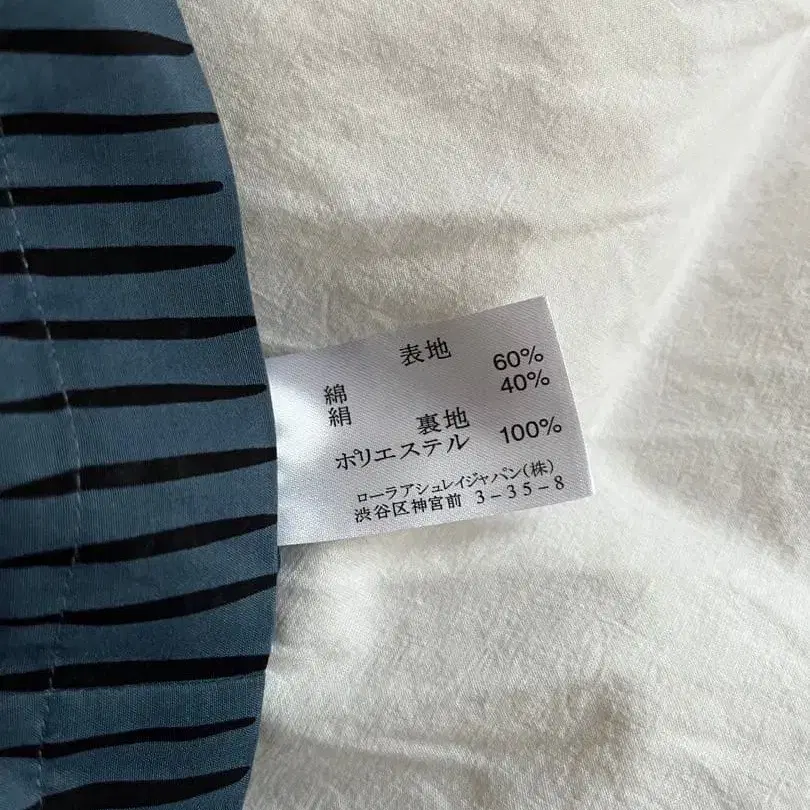 表地
綿 60%
絹 40%
裏地
ポリエステル 100%
ローラアシュレイジャパン(株)
渋谷区神宮前 3-35-8